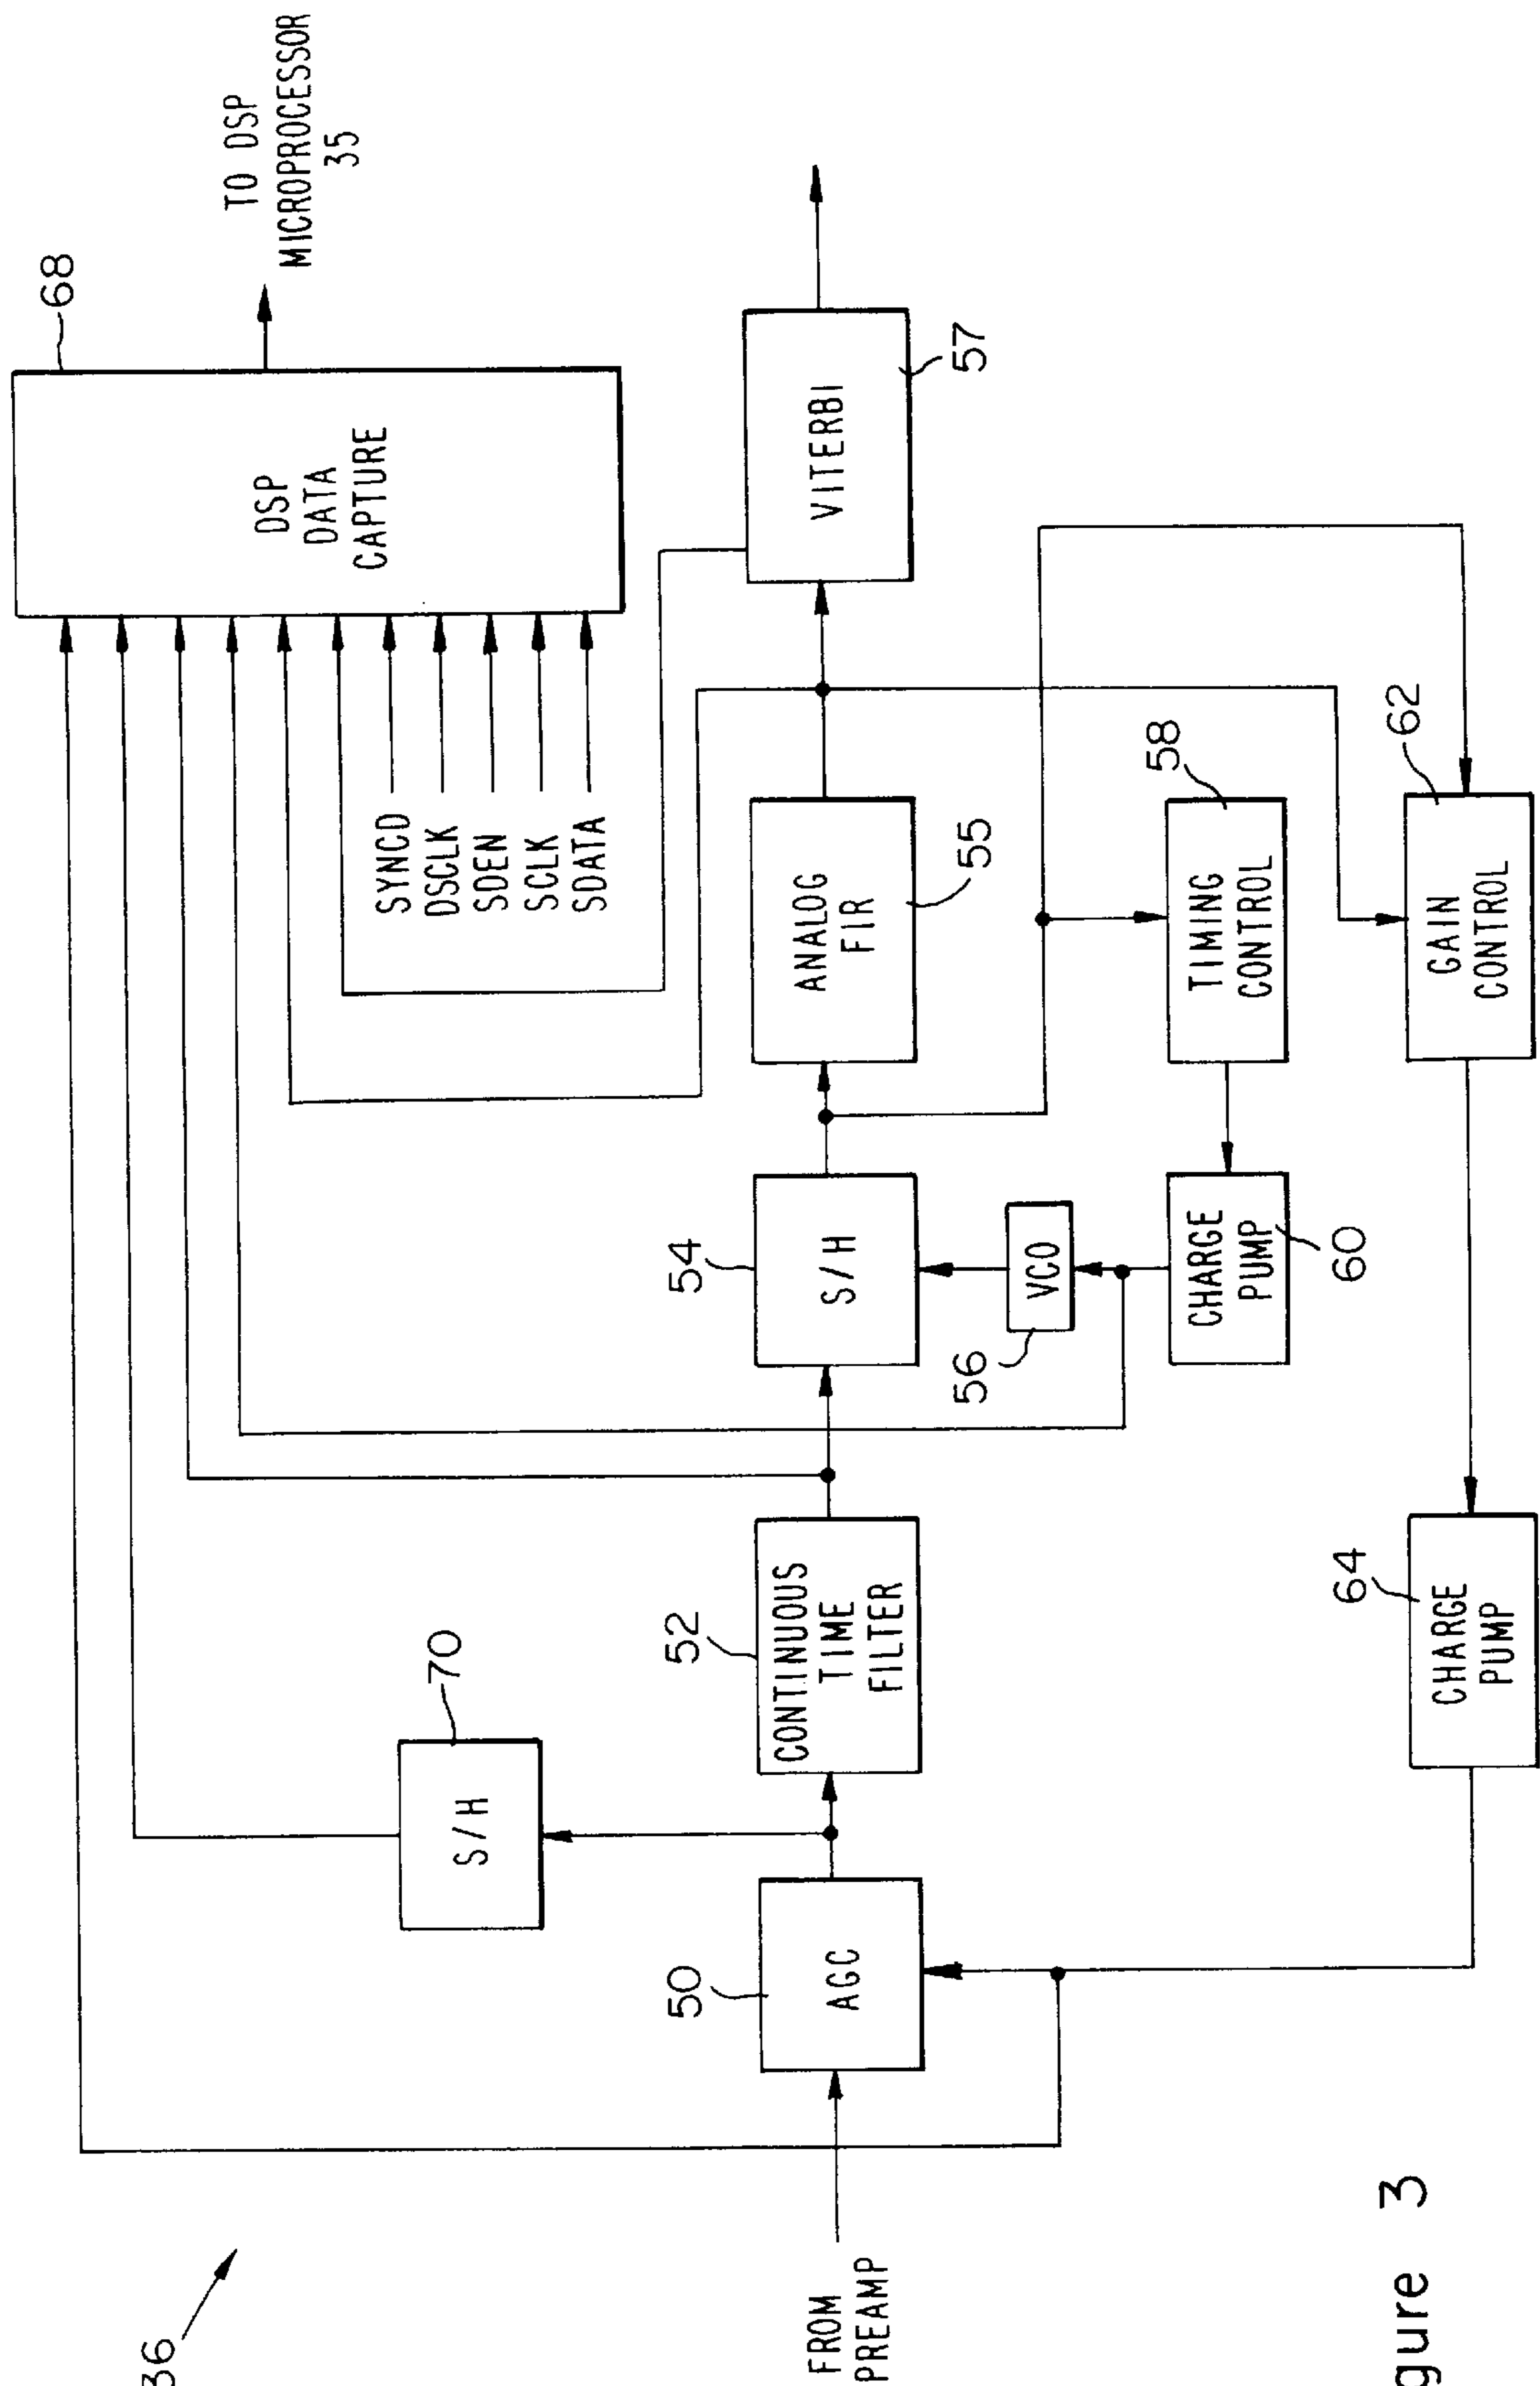 36
68
TO DSP
MICROPROCESSOR
35
DSP
DATA
CAPTURE
SYNCD
DSCLK
SDEN
SCLK
SDATA
70
S/H
FROM
PREAMP
50
AGC
52
CONTINUOUS
TIME
FILTER
54
S/H
ANALOG
FIR
55
VITERBI
57
56
VCO
CHARGE
PUMP
60
58
TIMING
CONTROL
64
CHARGE
PUMP
62
GAIN
CONTROL
gure 3